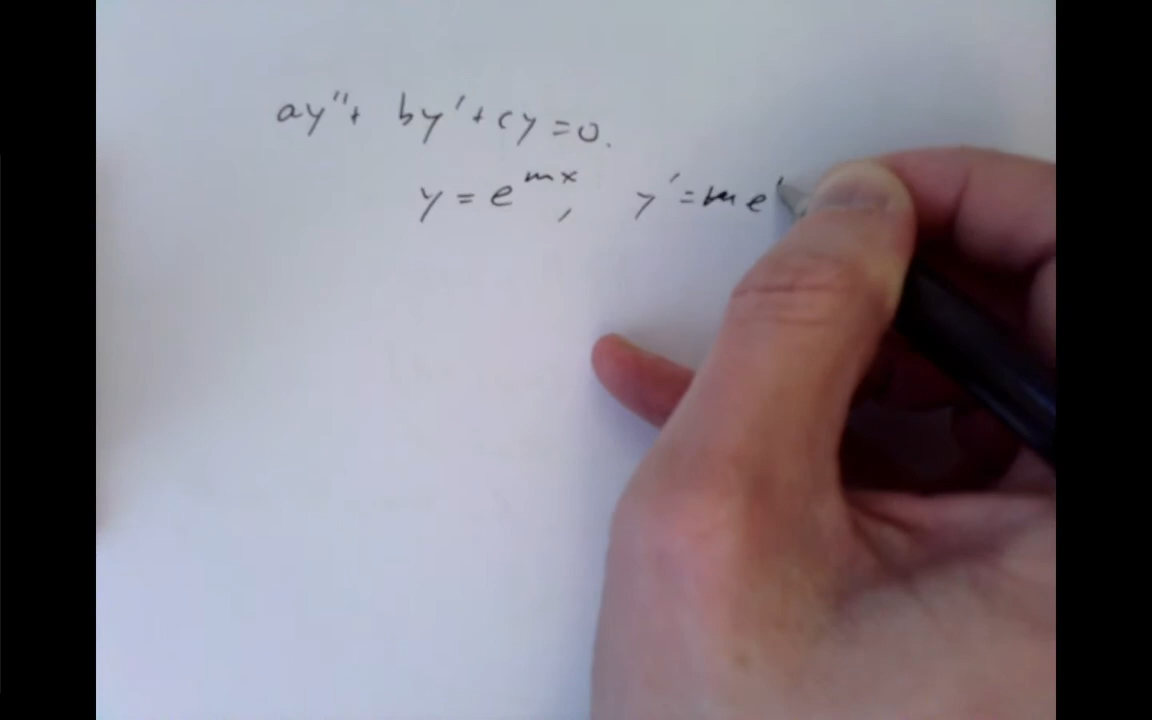 ay'' + by' + cy = 0.
y = e^{mx}, y' = me